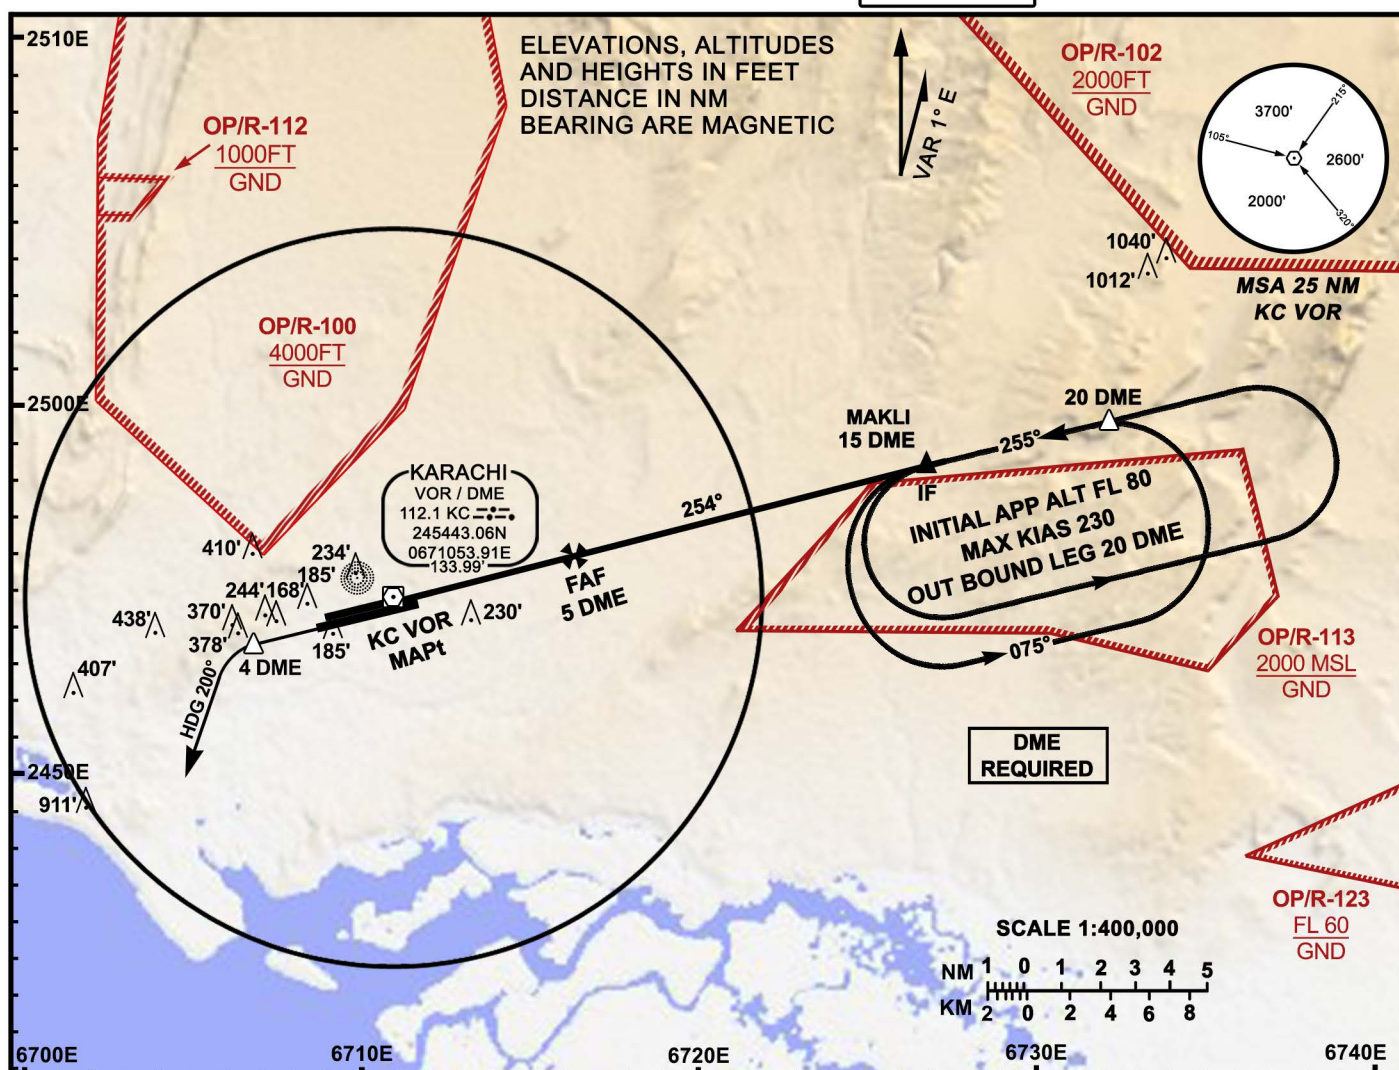 2510E
ELEVATIONS, ALTITUDES
AND HEIGHTS IN FEET
DISTANCE IN NM
BEARING ARE MAGNETIC
VAR 1° E
OP/R-102
2000FT
GND
3700'
215°
105°
2600'
2000'
320°
MSA 25 NM
KC VOR
OP/R-112
1000FT
GND
1040'
1012'
OP/R-100
4000FT
GND
2500E
20 DME
MAKLI
15 DME
255°
IF
INITIAL APP ALT FL 80
MAX KIAS 230
OUT BOUND LEG 20 DME
075°
KARACHI
VOR / DME
112.1 KC
245443.06N
0671053.91E
133.99'
254°
FAF
5 DME
410'
234'
185'
244'
168'
370'
438'
378'
185'
230'
KC VOR
MAPt
4 DME
407'
HDG 200°
OP/R-113
2000 MSL
GND
DME
REQUIRED
2450E
911'
OP/R-123
FL 60
GND
SCALE 1:400,000
NM 1 0 1 2 3 4 5
KM 2 0 2 4 6 8
6700E
6710E
6720E
6730E
6740E